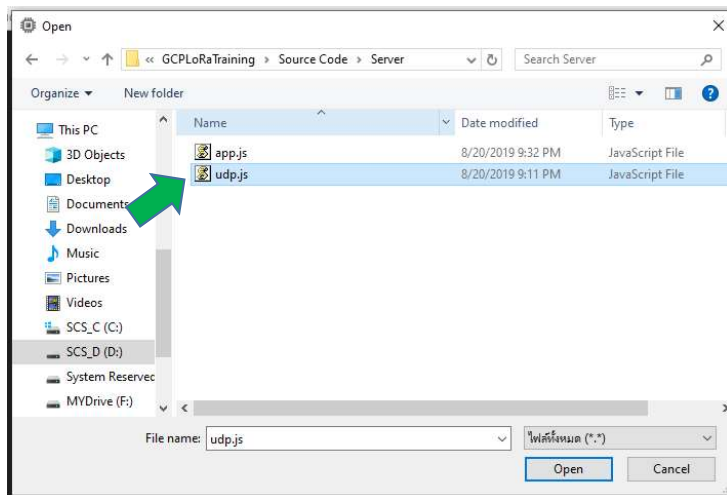 Open
« GCPLoRaTraining > Source Code > Server
Search Server
Organize
New folder
Name
Date modified
Type
This PC
3D Objects
Desktop
Documents
Downloads
Music
Pictures
Videos
SCS_C (C:)
SCS_D (D:)
System Reserved
MYDrive (F:)
app.js 8/20/2019 9:32 PM JavaScript File
udp.js 8/20/2019 9:11 PM JavaScript File
File name: udp.js
ไฟล์ทั้งหมด (*.*)
Open
Cancel